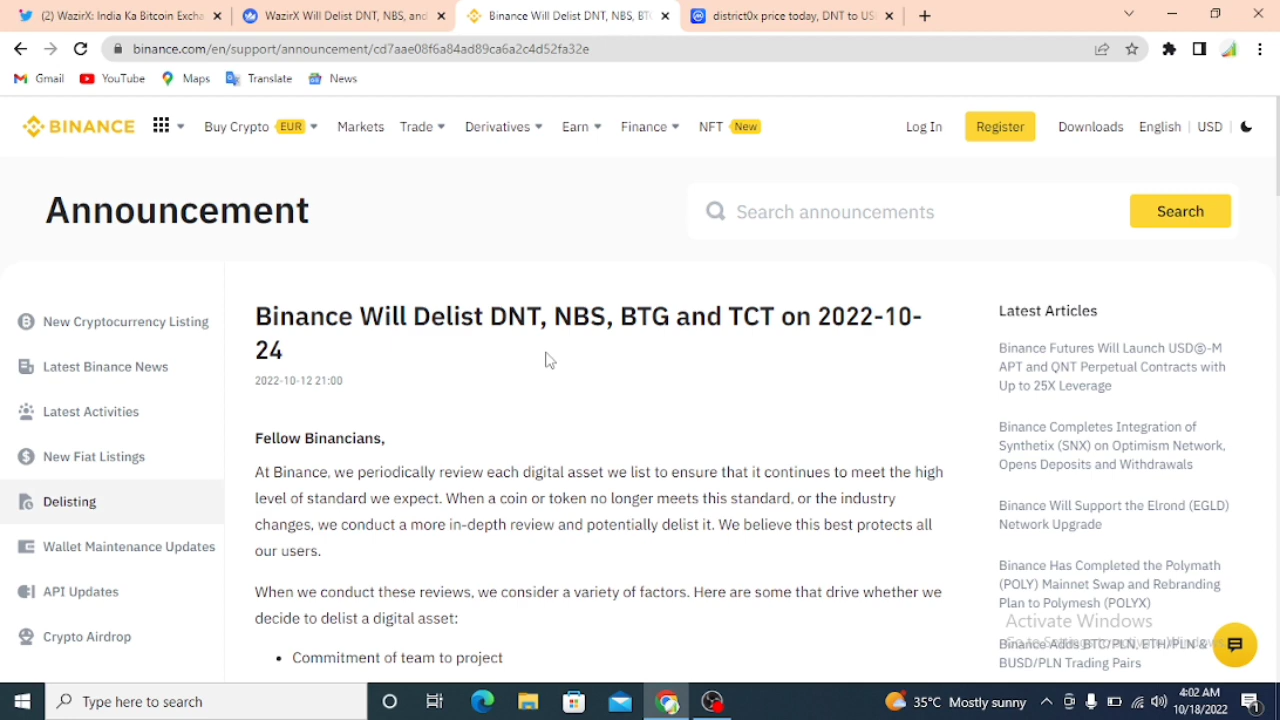 (2) WazirX: India Ka Bitcoin Excha
WazirX Will Delist DNT, NBS, and
Binance Will Delist DNT, NBS, BT
district0x price today, DNT to US
binance.com/en/support/announcement/cd7aae08f6a84ad89ca6a2c4d52fa32e
Gmail
YouTube
Maps
Translate
News
BINANCE
Buy Crypto EUR
Markets
Trade
Derivatives
Earn
Finance
NFT New
Log In
Register
Downloads
English
USD
Announcement
Search announcements
Search
New Cryptocurrency Listing
Latest Binance News
Latest Activities
New Fiat Listings
Delisting
Wallet Maintenance Updates
API Updates
Crypto Airdrop
Binance Will Delist DNT, NBS, BTG and TCT on 2022-10-
24
2022-10-12 21:00
Fellow Binancians,
At Binance, we periodically review each digital asset we list to ensure that it continues to meet the high
level of standard we expect. When a coin or token no longer meets this standard, or the industry
changes, we conduct a more in-depth review and potentially delist it. We believe this best protects all
our users.
When we conduct these reviews, we consider a variety of factors. Here are some that drive whether we
decide to delist a digital asset:
• Commitment of team to project
Latest Articles
Binance Futures Will Launch USDⓈ-M
APT and QNT Perpetual Contracts with
Up to 25X Leverage
Binance Completes Integration of
Synthetix (SNX) on Optimism Network,
Opens Deposits and Withdrawals
Binance Will Support the Elrond (EGLD)
Network Upgrade
Binance Has Completed the Polymath
(POLY) Mainnet Swap and Rebranding
Plan to Polymesh (POLYX)
Activate Windows
Binance Adds BTC/PLN, ETH/PLN &
BUSD/PLN Trading Pairs
Type here to search
35°C Mostly sunny
4:02 AM
10/18/2022
1